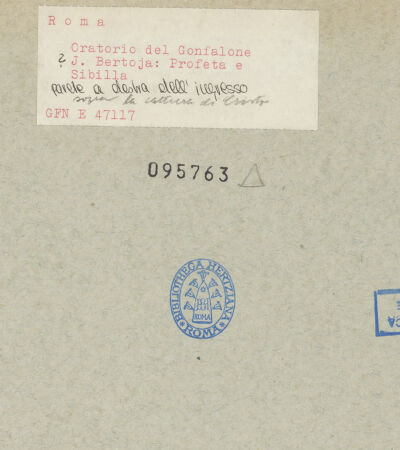 Roma
Oratorio del Gonfalone
? J. Bertoja: Profeta e
Sibilla
parete a destra dell'ingresso
sopra la cattura di Cristo
GFN E 47117
095763
BIBLIOTHECA HERTZIANA
ROMA
ROMA